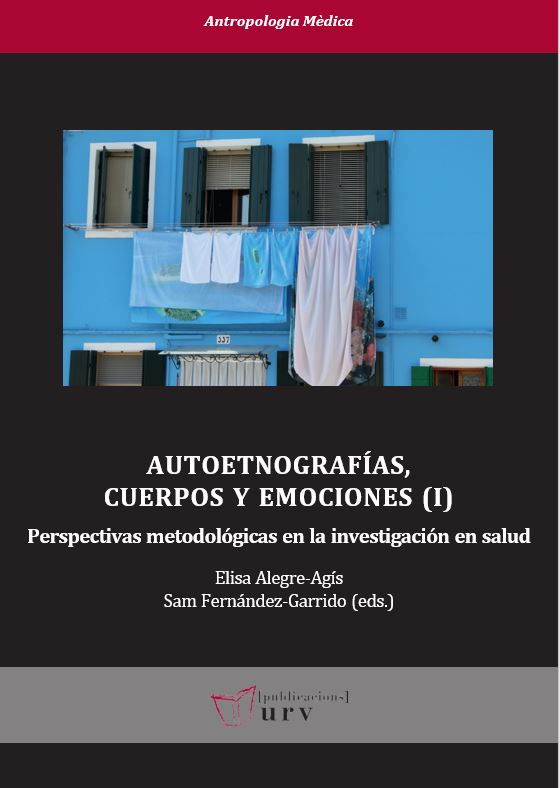 Antropologia Mèdica
337
AUTOETNOGRAFÍAS,
CUERPOS Y EMOCIONES (I)
Perspectivas metodológicas en la investigación en salud
Elisa Alegre-Agís
Sam Fernández-Garrido (eds.)
[publicacions]
urv